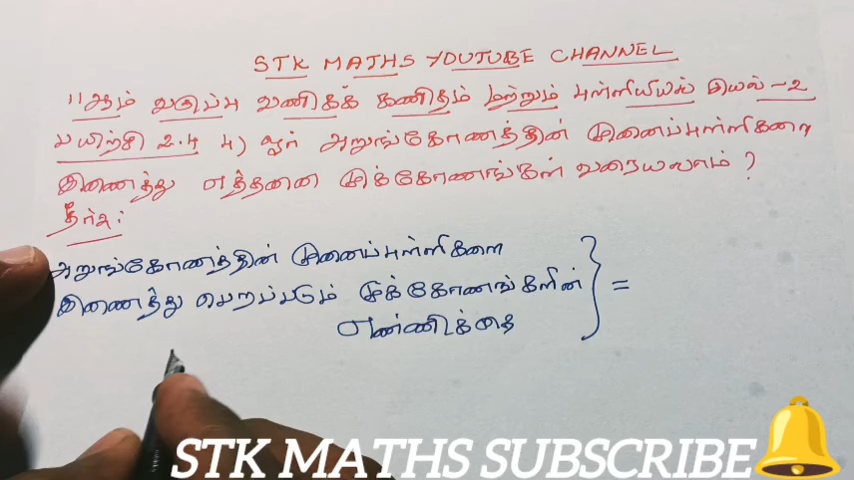 STK MATHS YOUTUBE CHANNEL
11ஆம் வகுப்பு வணிகக் கணிதம் மற்றும் புள்ளியியல் இயல் - 2
பயிற்சி 2.4 4) ஓர் அறுங்கோணத்தின் முனைப்புள்ளிகளை
இணைத்து எத்தனை முக்கோணங்கள் வரையலாம் ?
தீர்வு :
அறுங்கோணத்தின் முனைப்புள்ளிகளை
இணைத்து பெறப்படும் முக்கோணங்களின் } =
எண்ணிக்கை
STK MATHS SUBSCRIBE